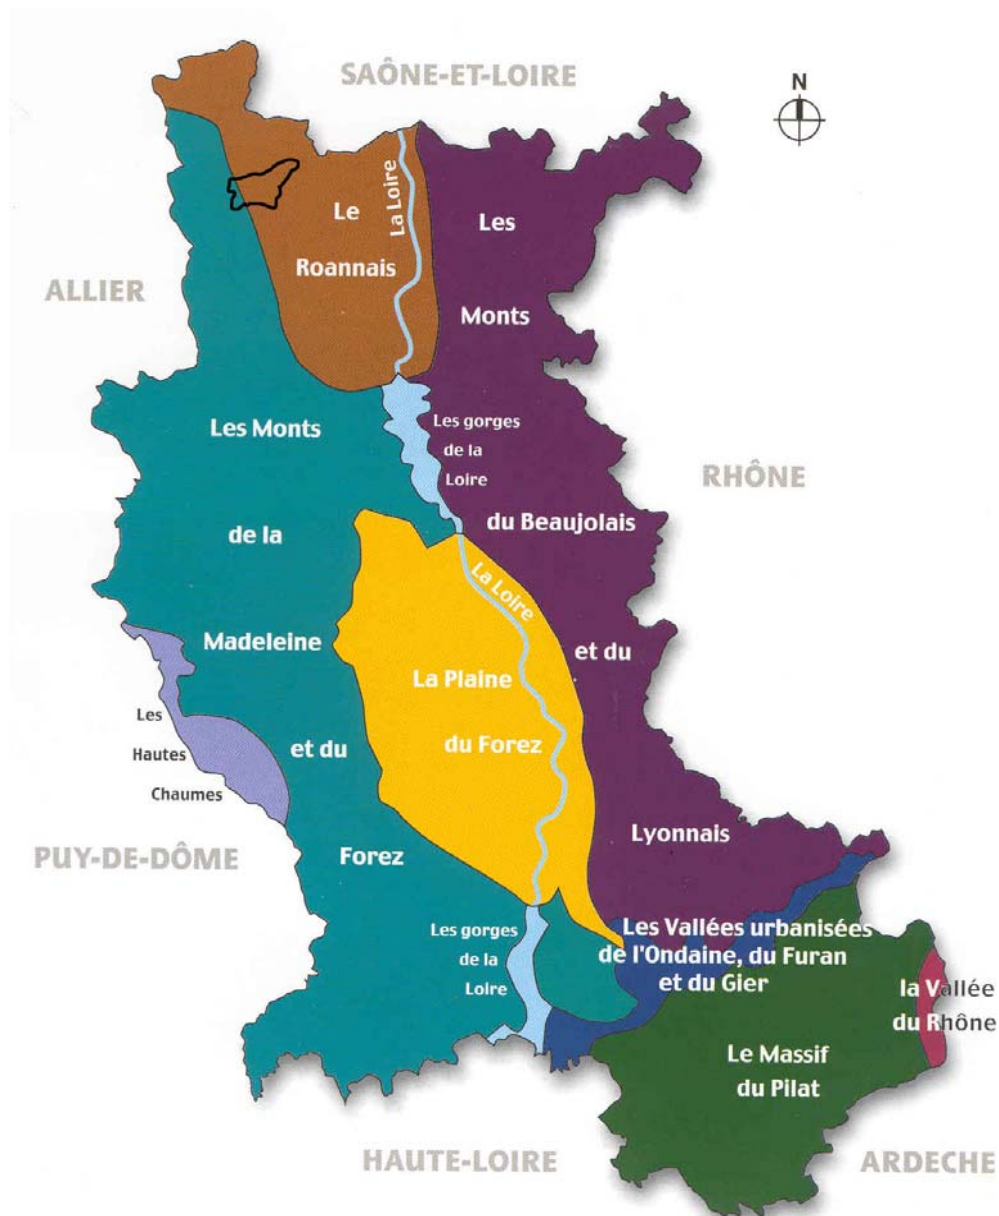 SAÔNE-ET-LOIRE
N
La Loire
Le
Roannais
Les
Monts
du Beaujolais
et du
Lyonnais
ALLIER
Les Monts
de la
Madeleine
et du
Forez
Les gorges
de la
Loire
RHÔNE
La Loire
La Plaine
du Forez
Les
Hautes
Chaumes
PUY-DE-DÔME
Les gorges
de la
Loire
Les Vallées urbanisées
de l'Ondaine, du Furan
et du Gier
la Vallée
du Rhône
Le Massif
du Pilat
HAUTE-LOIRE
ARDECHE